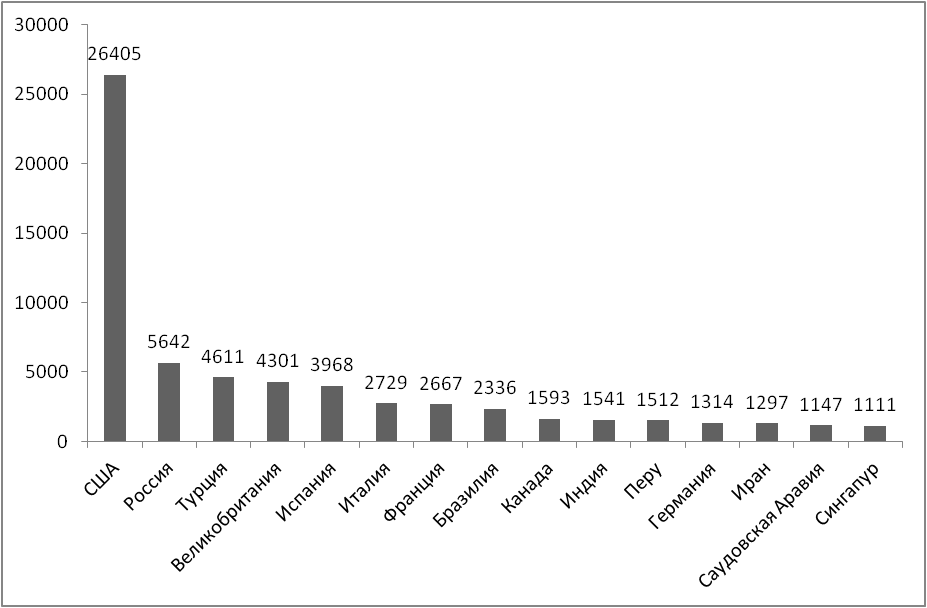 30000
25000
20000
15000
10000
5000
0
26405
5642
4611
4301
3968
2729
2667
2336
1593
1541
1512
1314
1297
1147
1111
США
Россия
Турция
Великобритания
Испания
Италия
Франция
Бразилия
Канада
Индия
Перу
Германия
Иран
Саудовская Аравия
Сингапур